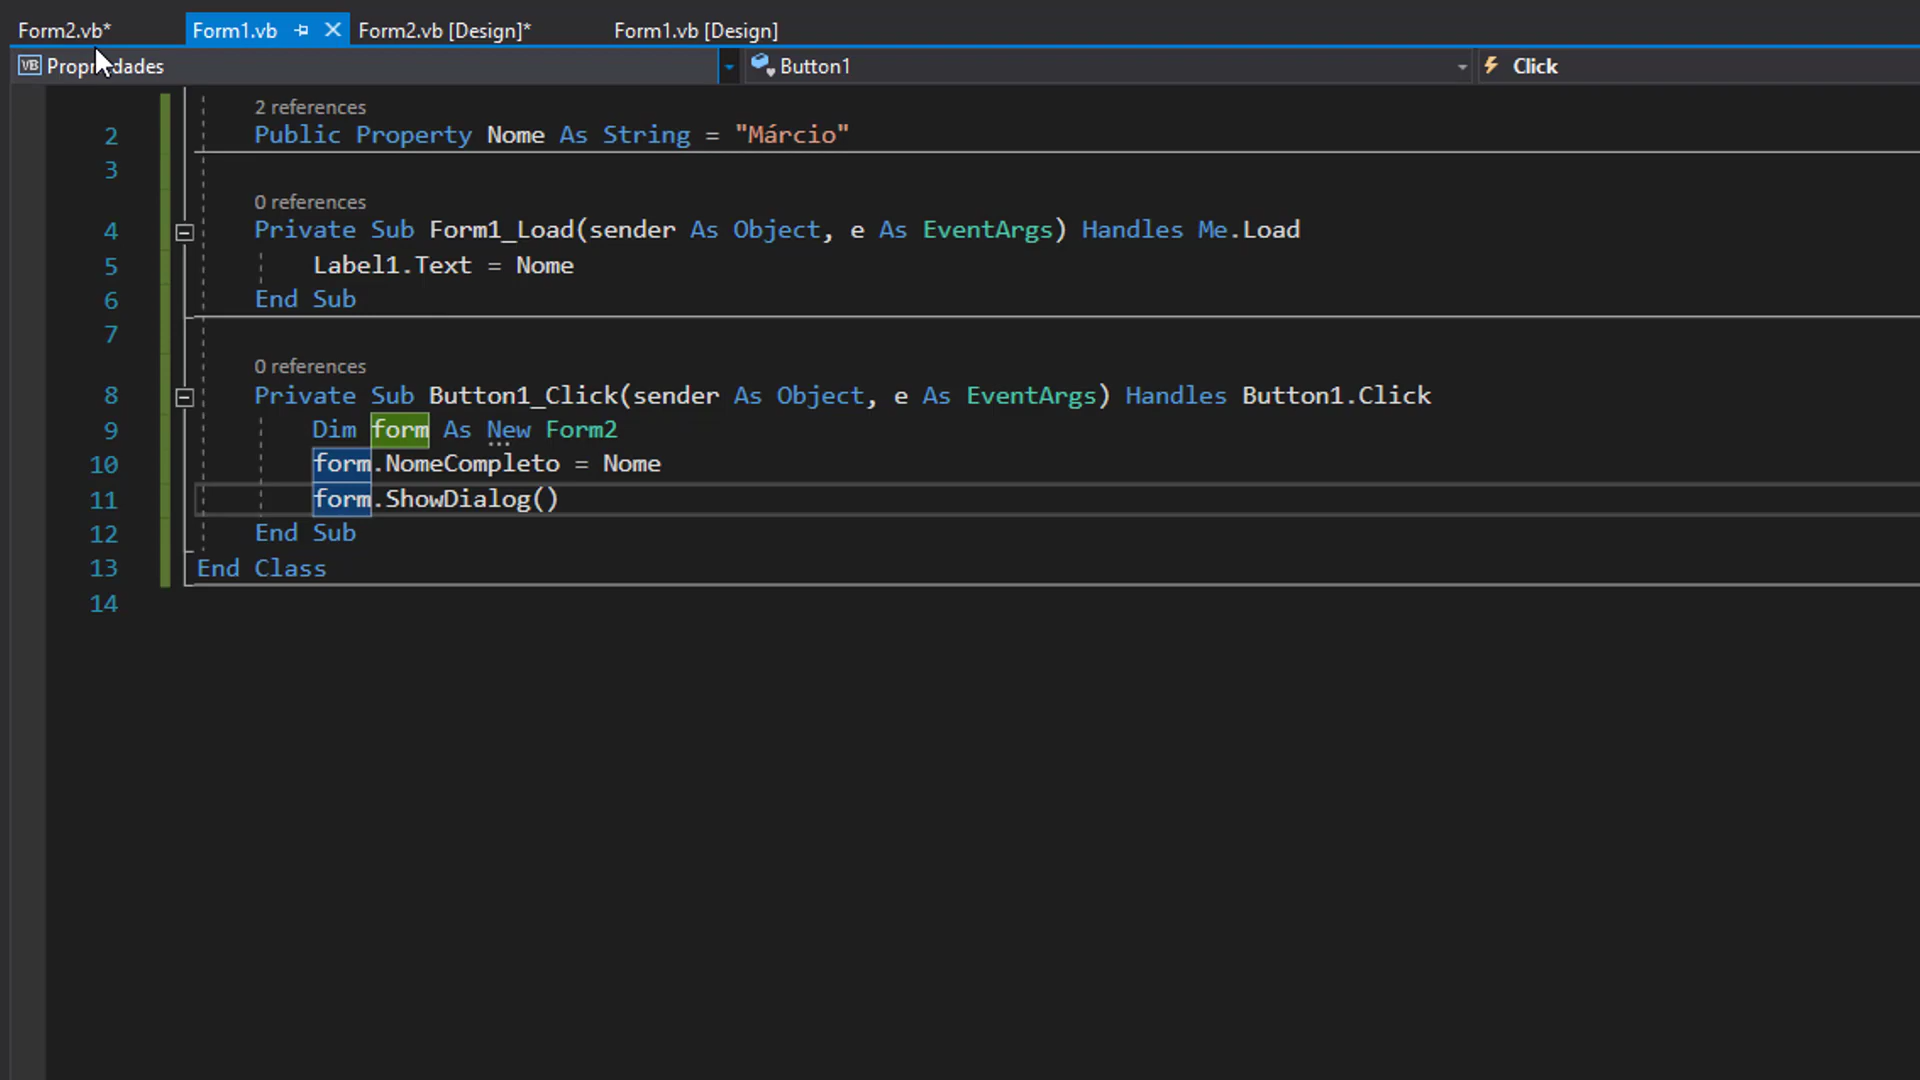 Form2.vb* Form1.vb Form2.vb [Design]* Form1.vb [Design]
VB Button1 Click
2 references
2 Public Property Nome As String = "Márcio"
3
0 references
4 Private Sub Form1_Load(sender As Object, e As EventArgs) Handles Me.Load
5 Label1.Text = Nome
6 End Sub
7
0 references
8 Private Sub Button1_Click(sender As Object, e As EventArgs) Handles Button1.Click
9 Dim form As New Form2
10 form.NomeCompleto = Nome
11 form.ShowDialog()
12 End Sub
13 End Class
14